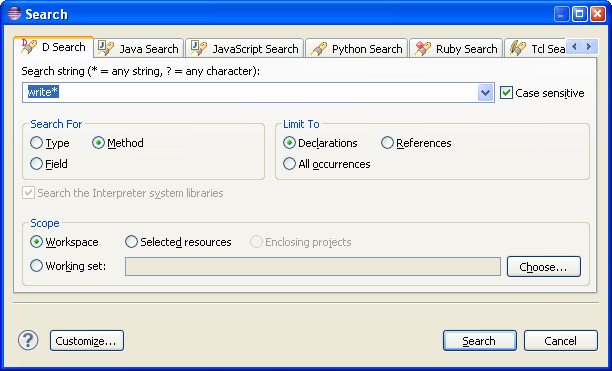 Search
D Search Java Search JavaScript Search Python Search Ruby Search Tcl Sea
Search string (* = any string, ? = any character):
write* Case sensitive
Search For Limit To
Type Method Declarations References
Field All occurrences
Search the Interpreter system libraries
Scope
Workspace Selected resources Enclosing projects
Working set: Choose...
? Customize... Search Cancel